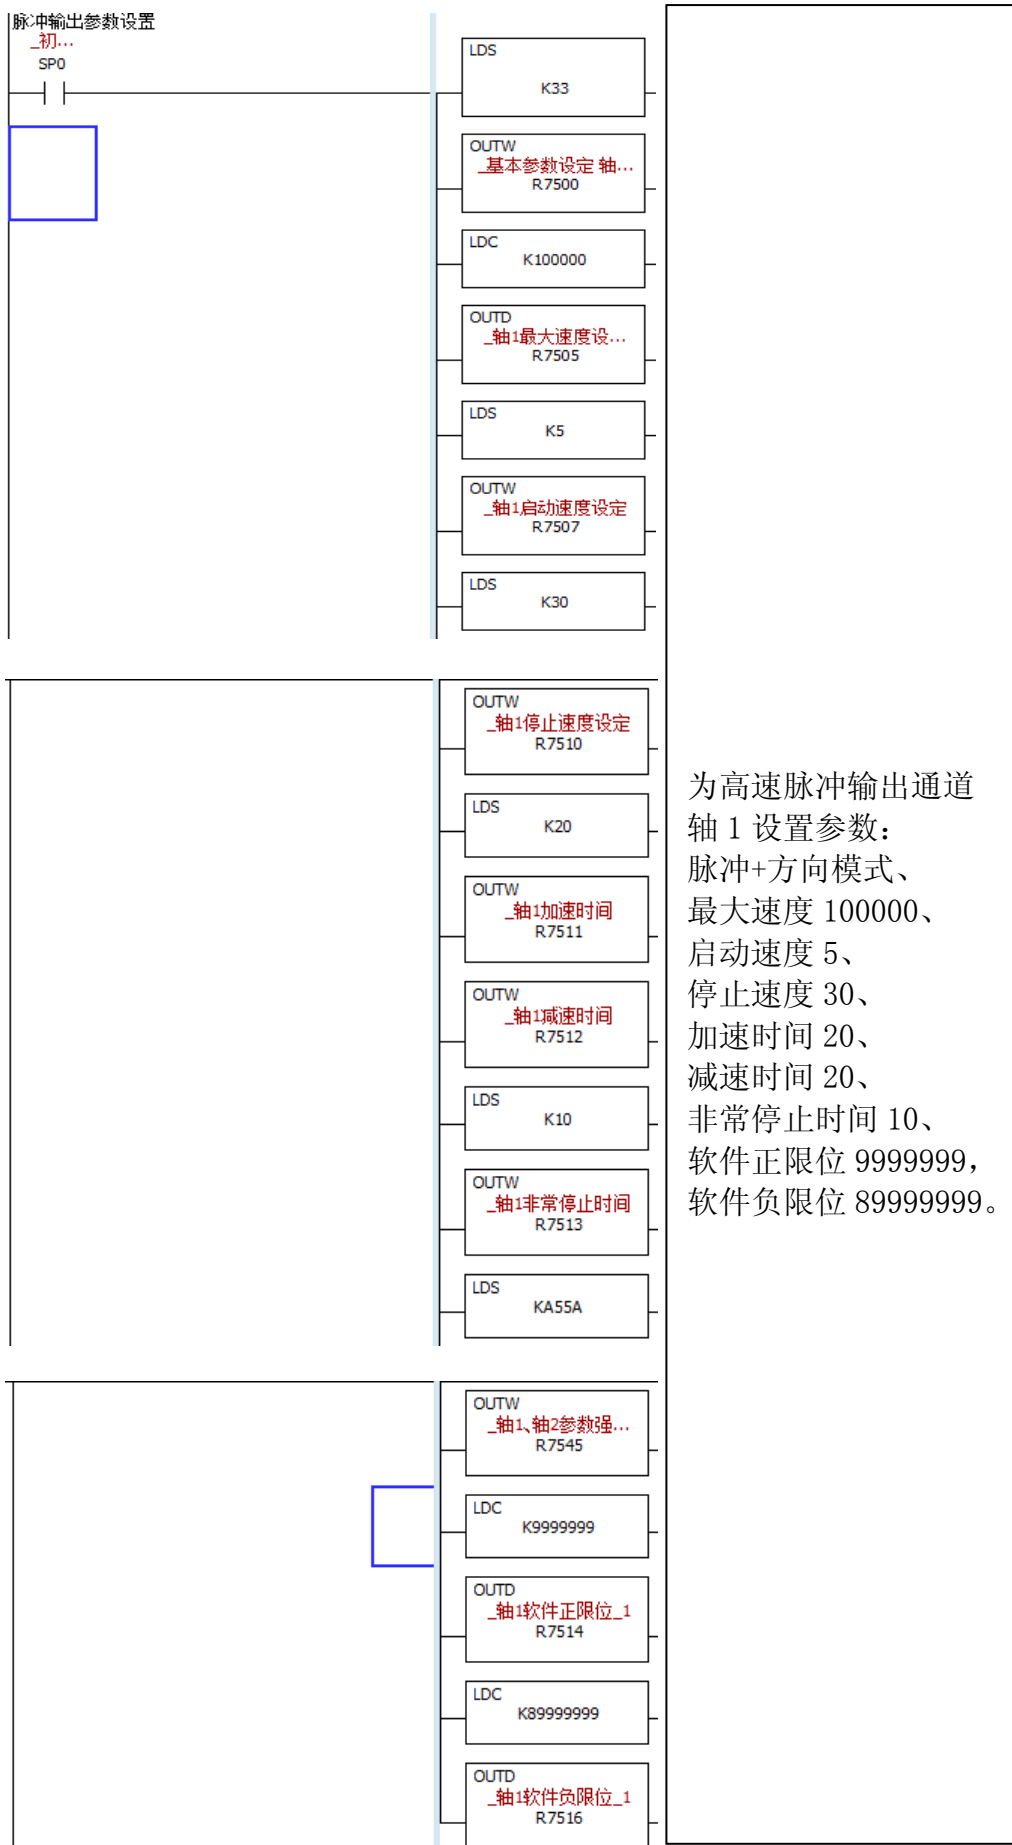 脉冲输出参数设置
_初...
SP0
LDS
K33
OUTW
_基本参数设定 轴...
R7500
LDC
K100000
OUTD
_轴1最大速度设...
R7505
LDS
K5
OUTW
_轴1启动速度设定
R7507
LDS
K30
OUTW
_轴1停止速度设定
R7510
LDS
K20
OUTW
_轴1加速时间
R7511
OUTW
_轴1减速时间
R7512
LDS
K10
OUTW
_轴1非常停止时间
R7513
LDS
KA55A
OUTW
_轴1、轴2参数强...
R7545
LDC
K9999999
OUTD
_轴1软件正限位_1
R7514
LDC
K89999999
OUTD
_轴1软件负限位_1
R7516
为高速脉冲输出通道
轴 1 设置参数：
脉冲+方向模式、
最大速度 100000、
启动速度 5、
停止速度 30、
加速时间 20、
减速时间 20、
非常停止时间 10、
软件正限位 9999999，
软件负限位 89999999。